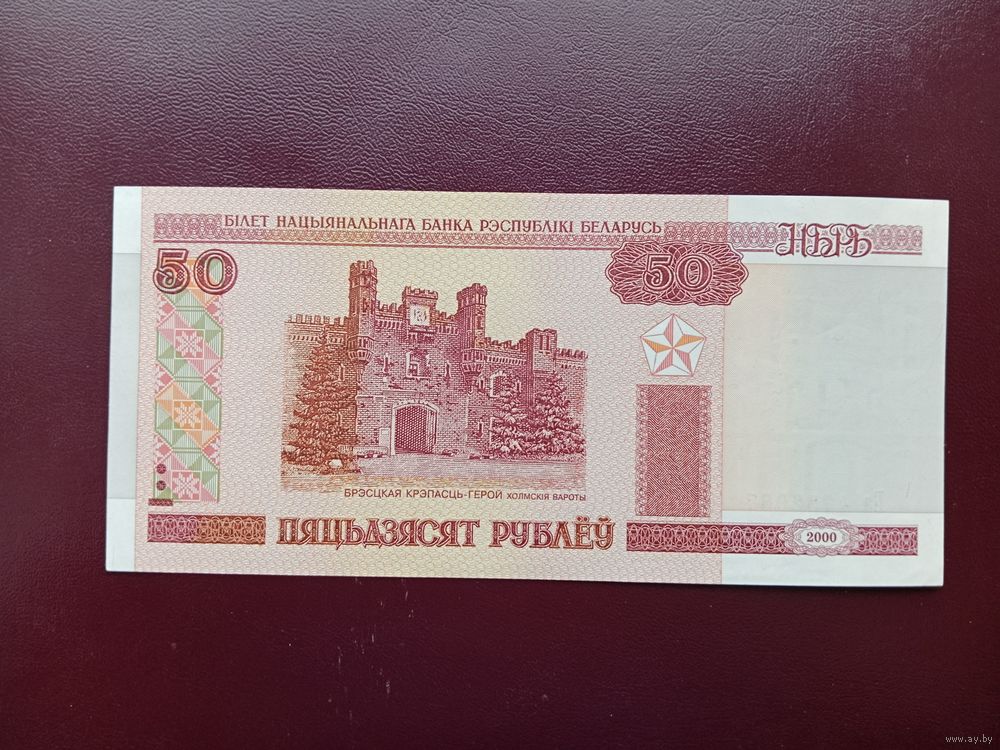 БІЛЕТ НАЦЫЯНАЛЬНАГА БАНКА РЭСПУБЛІКІ БЕЛАРУСЬ
НБРБ
50
50
БРЭСЦКАЯ КРЭПАСЦЬ-ГЕРОЙ ХОЛМСКІЯ ВАРОТЫ
ПЯЦЬДЗЯСЯТ РУБЛЁЎ
2000
www.ay.by